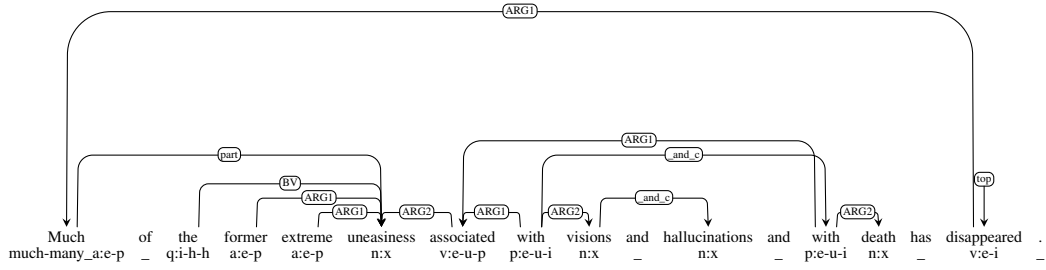 ARG1
ARG1
part _and_c
BV top
ARG1 _and_c
ARG1 ARG2 ARG1 ARG2 ARG2
Much of the former extreme uneasiness associated with visions and hallucinations and with death has disappeared .
much-many_a:e-p _ q:i-h-h a:e-p a:e-p n:x v:e-u-p p:e-u-i n:x _ n:x _ p:e-u-i n:x _ v:e-i _